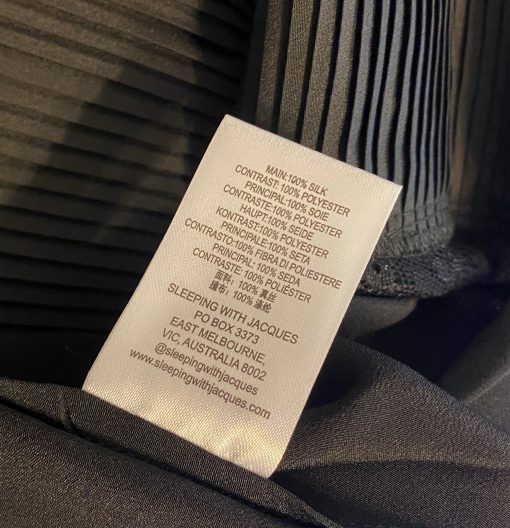 MAIN:100% SILK
CONTRAST: 100% POLYESTER
PRINCIPAL:100% SOIE
CONTRASTE: 100% POLYESTER
HAUPT:100% SEIDE
KONTRAST:100% POLYESTER
PRINCIPALE:100% SETA
CONTRASTO:100% FIBRA DI POLIESTERE
PRINCIPAL: 100% SEDA
CONTRASTE: 100% POLIÉSTER
面料: 100% 真丝
撞布: 100% 涤纶
SLEEPING WITH JACQUES
PO BOX 3373
EAST MELBOURNE,
VIC, AUSTRALIA 8002
@sleepingwithjacques
www.sleepingwithjacques.com